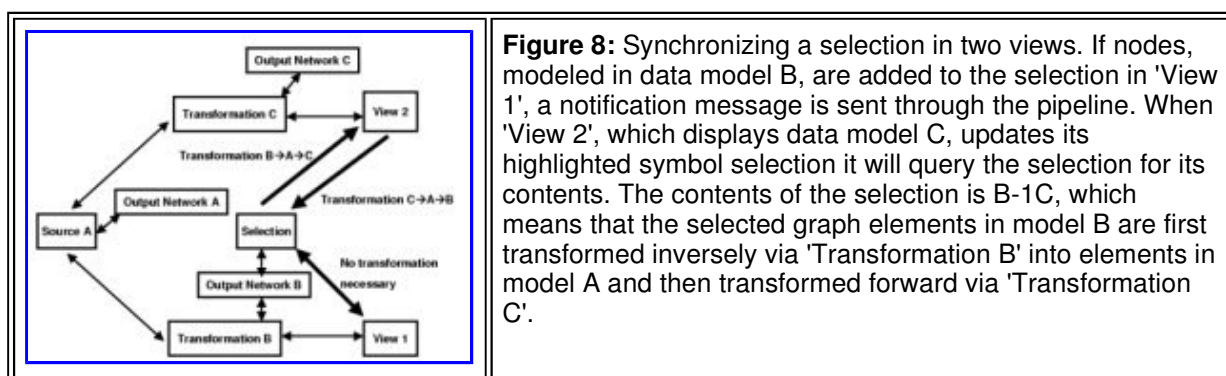 Output Network C
Transformation C
View 2
Transformation B→A→C
Output Network A
Transformation C→A→B
Source A
Selection
No transformation
necessary
Output Network B
Transformation B
View 1
Figure 8: Synchronizing a selection in two views. If nodes,
modeled in data model B, are added to the selection in 'View
1', a notification message is sent through the pipeline. When
'View 2', which displays data model C, updates its
highlighted symbol selection it will query the selection for its
contents. The contents of the selection is B-1C, which
means that the selected graph elements in model B are first
transformed inversely via 'Transformation B' into elements in
model A and then transformed forward via 'Transformation
C'.